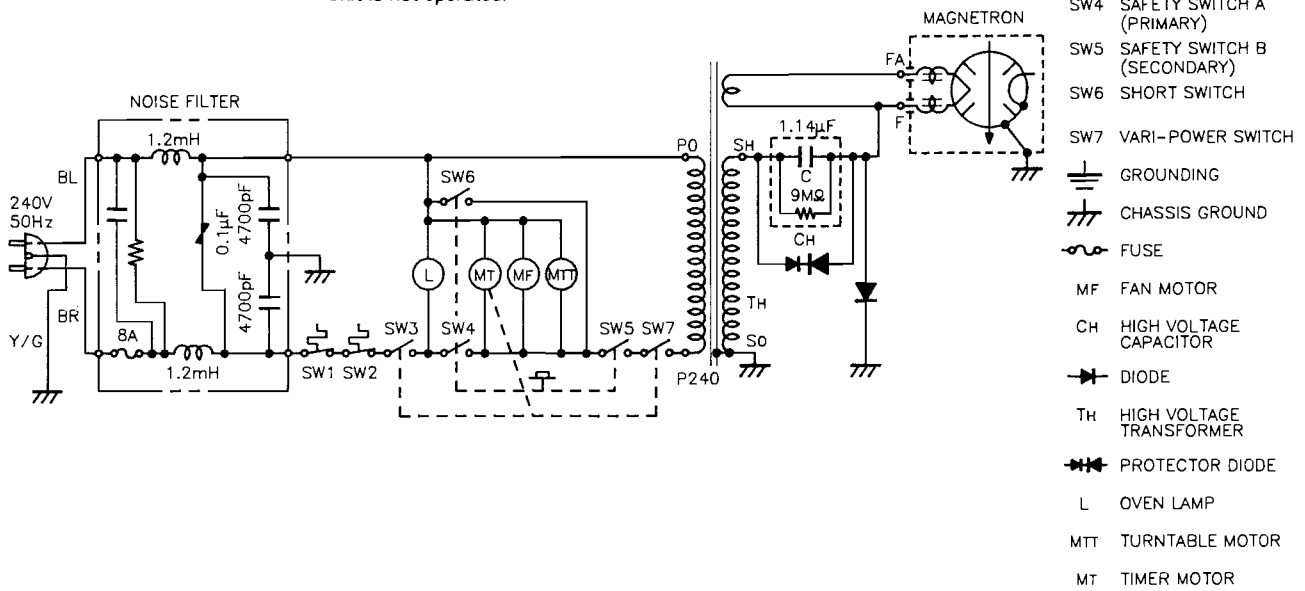 MAGNETRON
FA
F
NOISE FILTER
1.2mH
BL
240V
50Hz
0.1µF
4700pF
4700pF
BR
Y/G
8A
1.2mH
SW1
SW2
SW3
SW4
SW5
SW7
SW6
L
MT
MF
MTT
P0
P240
SH
1.14µF
C
9MΩ
CH
TH
S0
SW4 SAFETY SWITCH A
(PRIMARY)
SW5 SAFETY SWITCH B
(SECONDARY)
SW6 SHORT SWITCH
SW7 VARI-POWER SWITCH
GROUNDING
CHASSIS GROUND
FUSE
MF FAN MOTOR
CH HIGH VOLTAGE
CAPACITOR
DIODE
TH HIGH VOLTAGE
TRANSFORMER
PROTECTOR DIODE
L OVEN LAMP
MTT TURNTABLE MOTOR
MT TIMER MOTOR